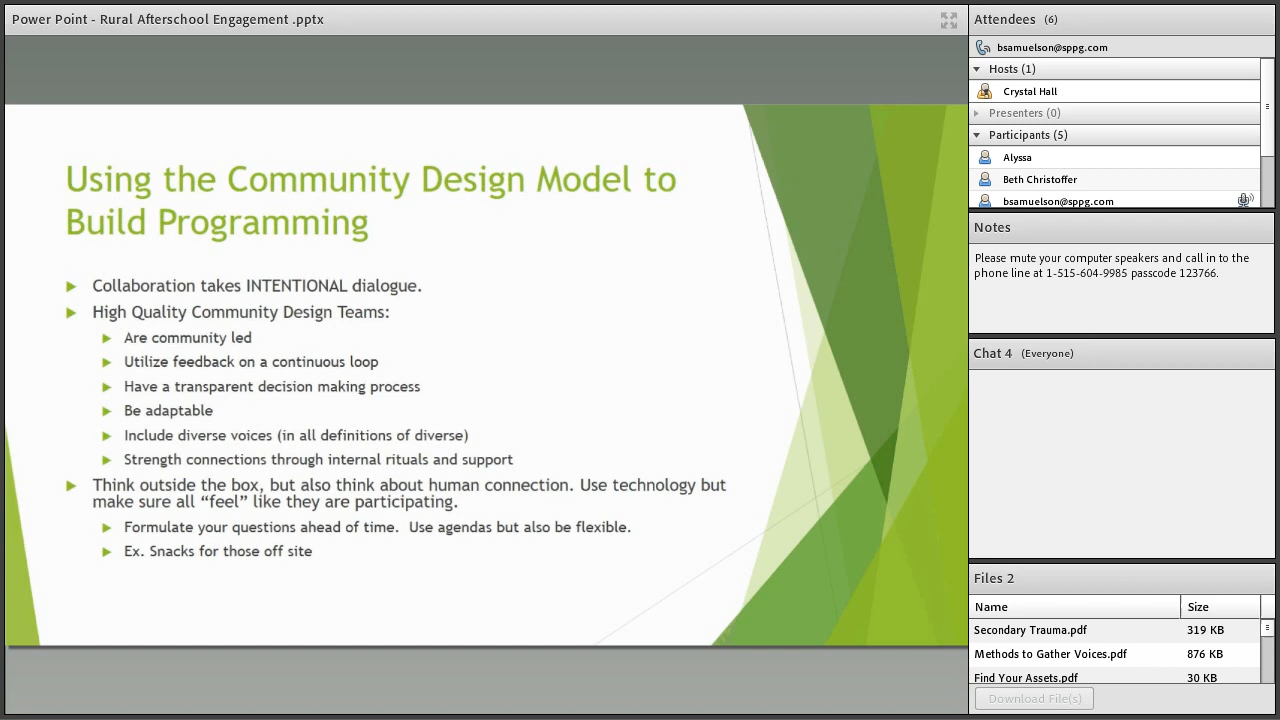 Power Point - Rural Afterschool Engagement .pptx
Using the Community Design Model to
Build Programming
Collaboration takes INTENTIONAL dialogue.
High Quality Community Design Teams:
Are community led
Utilize feedback on a continuous loop
Have a transparent decision making process
Be adaptable
Include diverse voices (in all definitions of diverse)
Strength connections through internal rituals and support
Think outside the box, but also think about human connection. Use technology but
make sure all “feel” like they are participating.
Formulate your questions ahead of time. Use agendas but also be flexible.
Ex. Snacks for those off site
Attendees (6)
bsamuelson@sppg.com
Hosts (1)
Crystal Hall
Presenters (0)
Participants (5)
Alyssa
Beth Christoffer
bsamuelson@sppg.com
Notes
Please mute your computer speakers and call in to the
phone line at 1-515-604-9985 passcode 123766.
Chat 4 (Everyone)
Files 2
Name Size
Secondary Trauma.pdf 319 KB
Methods to Gather Voices.pdf 876 KB
Find Your Assets.pdf 30 KB
Download File(s)